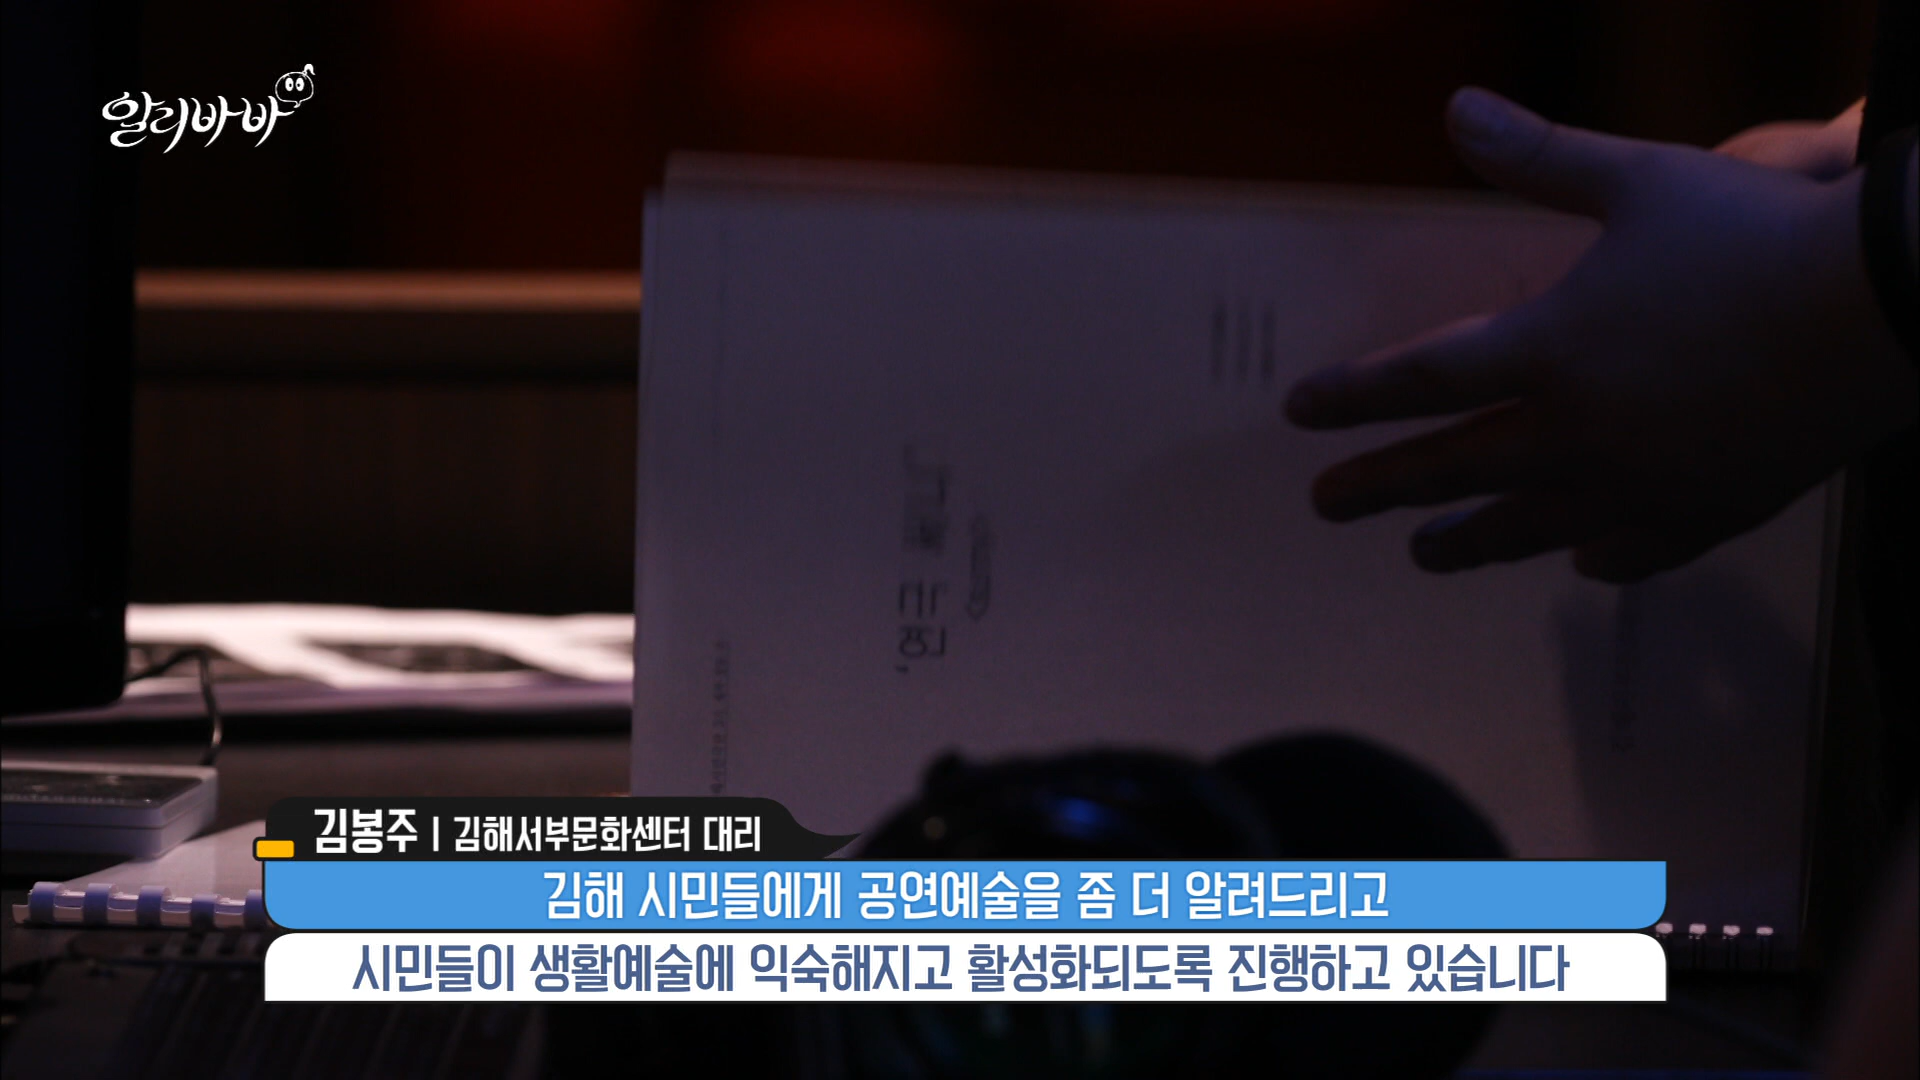 알리바바
김봉주 | 김해서부문화센터 대리
김해 시민들에게 공연예술을 좀 더 알려드리고
시민들이 생활예술에 익숙해지고 활성화되도록 진행하고 있습니다